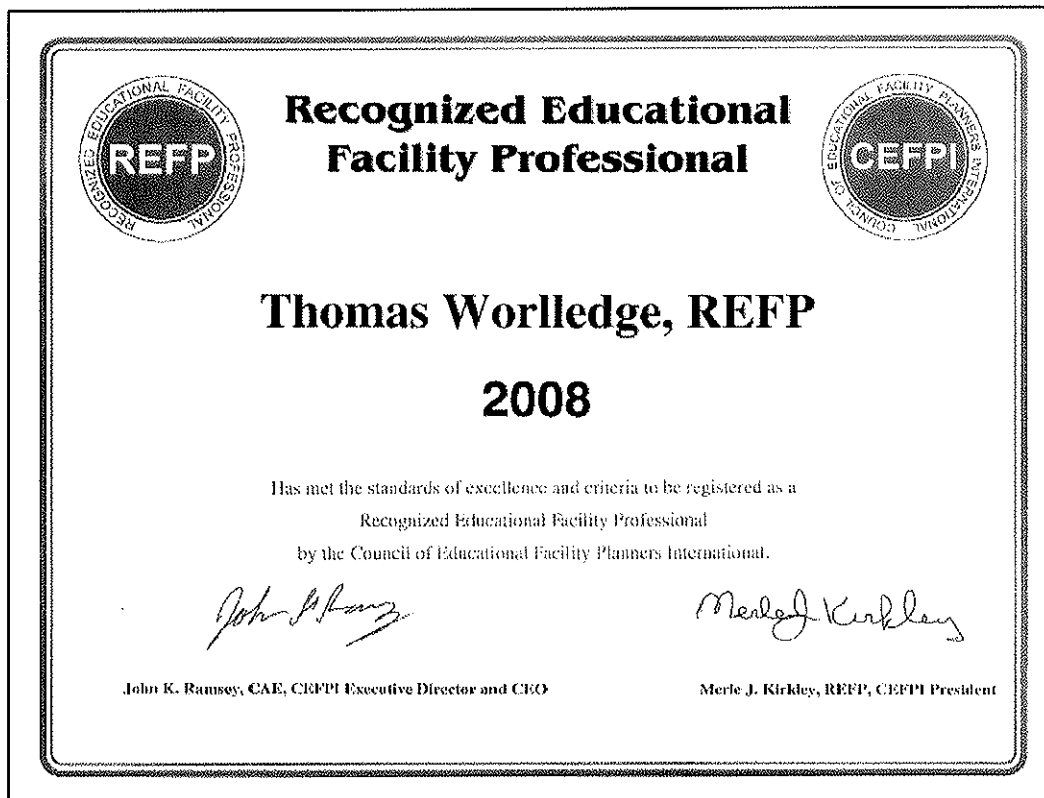 RECOGNIZED EDUCATIONAL FACILITY PROFESSIONAL
REFP
Recognized Educational
Facility Professional
COUNCIL OF EDUCATIONAL FACILITY PLANNERS INTERNATIONAL
CEFPI
Thomas Worlledge, REFP
2008
Has met the standards of excellence and criteria to be registered as a
Recognized Educational Facility Professional
by the Council of Educational Facility Planners International.
Merle J. Kirkley
John K. Ramsey, CAE, CEFPI Executive Director and CEO
Merle J. Kirkley, REFP, CEFPI President